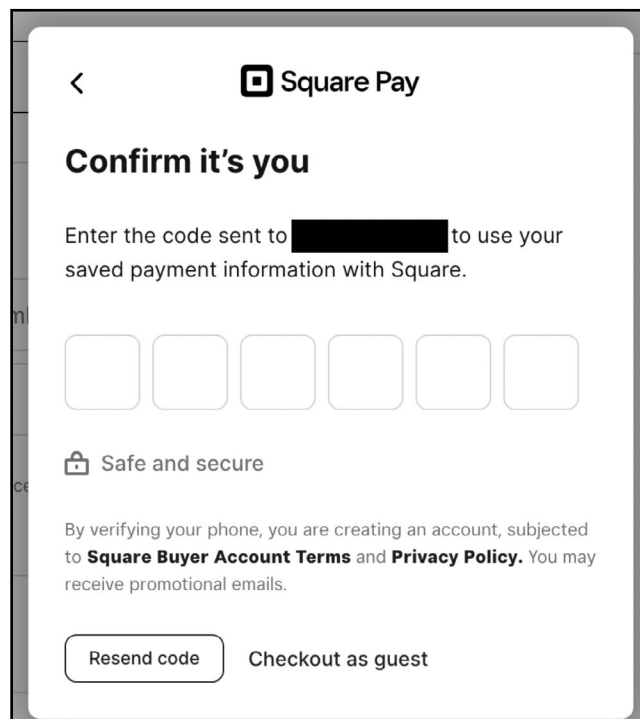 Square Pay
Confirm it's you
Enter the code sent to to use your
saved payment information with Square.
Safe and secure
By verifying your phone, you are creating an account, subjected
to Square Buyer Account Terms and Privacy Policy. You may
receive promotional emails.
Resend code
Checkout as guest